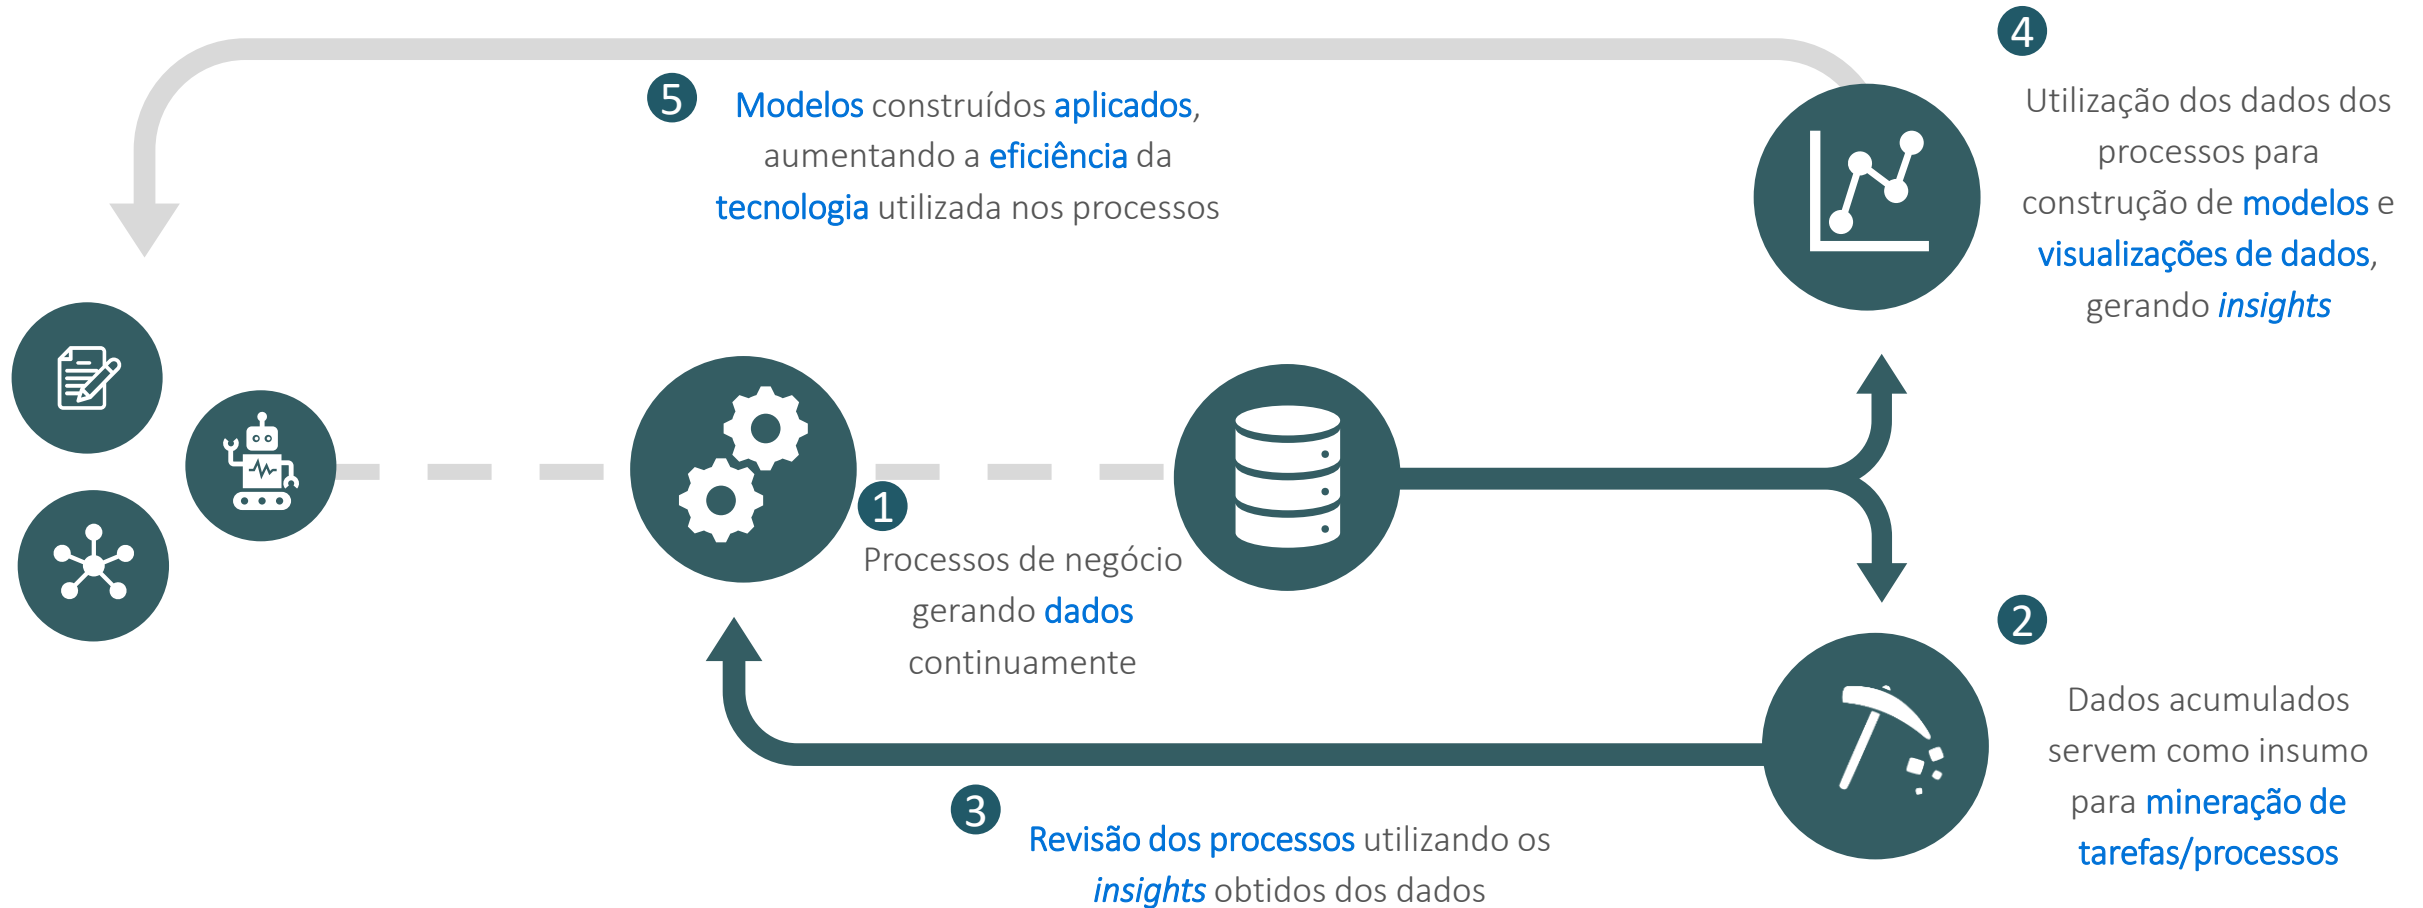 1
Processos de negócio
gerando dados
continuamente
2
Dados acumulados
servem como insumo
para mineração de
tarefas/processos
3
Revisão dos processos utilizando os
insights obtidos dos dados
4
Utilização dos dados dos
processos para
construção de modelos e
visualizações de dados,
gerando insights
5
Modelos construídos aplicados,
aumentando a eficiência da
tecnologia utilizada nos processos